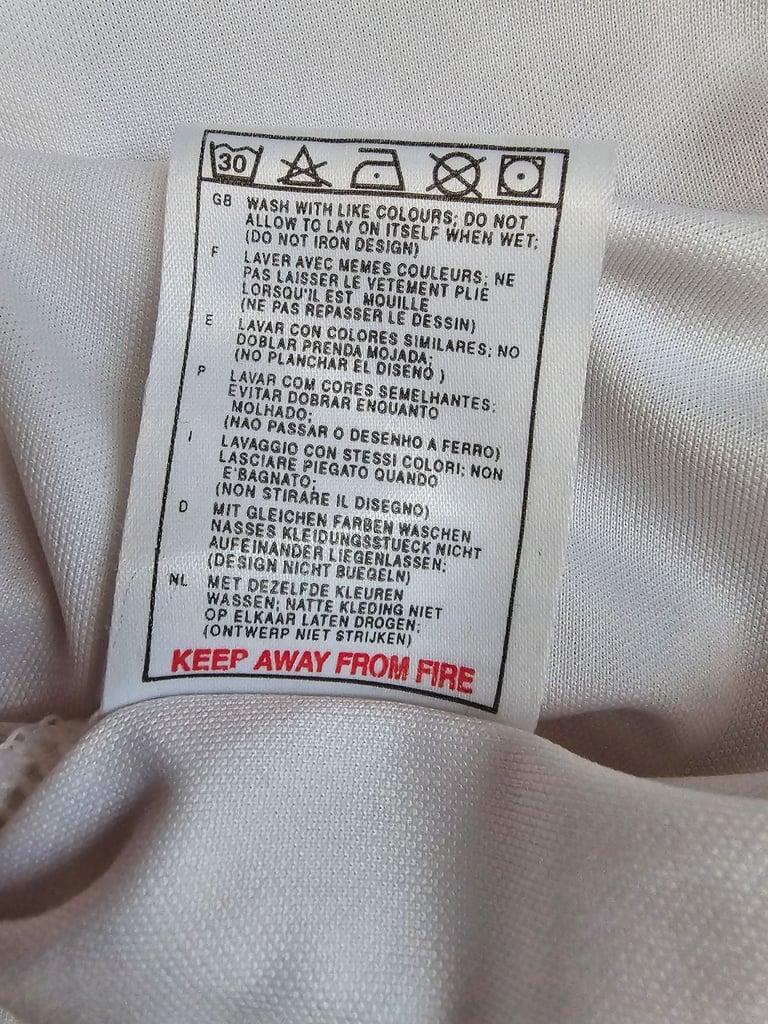 30
GB WASH WITH LIKE COLOURS; DO NOT
ALLOW TO LAY ON ITSELF WHEN WET;
(DO NOT IRON DESIGN)
F LAVER AVEC MEMES COULEURS; NE
PAS LAISSER LE VETEMENT PLIE
LORSQU'IL EST MOUILLE
(NE PAS REPASSER LE DESSIN)
E LAVAR CON COLORES SIMILARES; NO
DOBLAR PRENDA MOJADA;
(NO PLANCHAR EL DISENO )
P LAVAR COM CORES SEMELHANTES;
EVITAR DOBRAR ENQUANTO
MOLHADO;
(NAO PASSAR O DESENHO A FERRO)
I LAVAGGIO CON STESSI COLORI; NON
LASCIARE PIEGATO QUANDO
E'BAGNATO;
(NON STIRARE IL DISEGNO)
D MIT GLEICHEN FARBEN WASCHEN
NASSES KLEIDUNGSSTUECK NICHT
AUFEINANDER LIEGENLASSEN;
(DESIGN NICHT BUEGELN)
NL MET DEZELFDE KLEUREN
WASSEN; NATTE KLEDING NIET
OP ELKAAR LATEN DROGEN;
(ONTWERP NIET STRIJKEN)
KEEP AWAY FROM FIRE